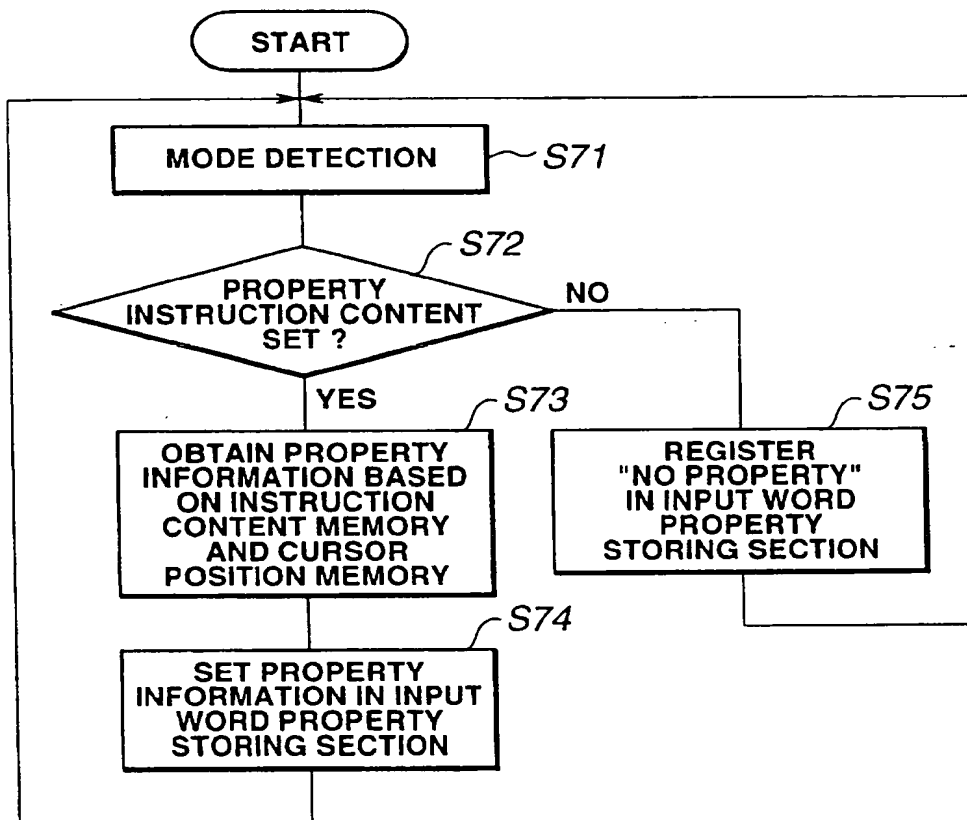 START
MODE DETECTION
S71
S72
PROPERTY
INSTRUCTION CONTENT
SET ?
NO
YES
S73
OBTAIN PROPERTY
INFORMATION BASED
ON INSTRUCTION
CONTENT MEMORY
AND CURSOR
POSITION MEMORY
S75
REGISTER
"NO PROPERTY"
IN INPUT WORD
PROPERTY
STORING SECTION
S74
SET PROPERTY
INFORMATION IN INPUT
WORD PROPERTY
STORING SECTION